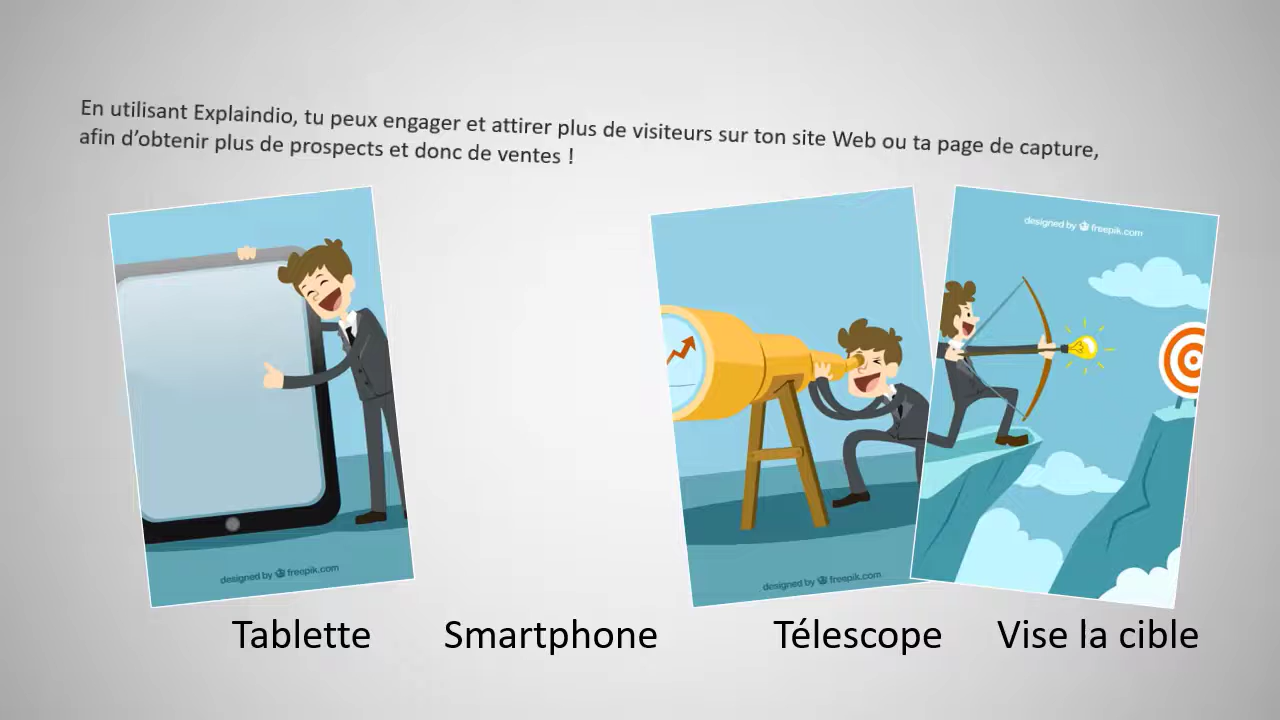 En utilisant Explaindio, tu peux engager et attirer plus de visiteurs sur ton site Web ou ta page de capture,
afin d’obtenir plus de prospects et donc de ventes !
designed by freepik.com
designed by freepik.com
designed by freepik.com
Tablette Smartphone Télescope Vise la cible